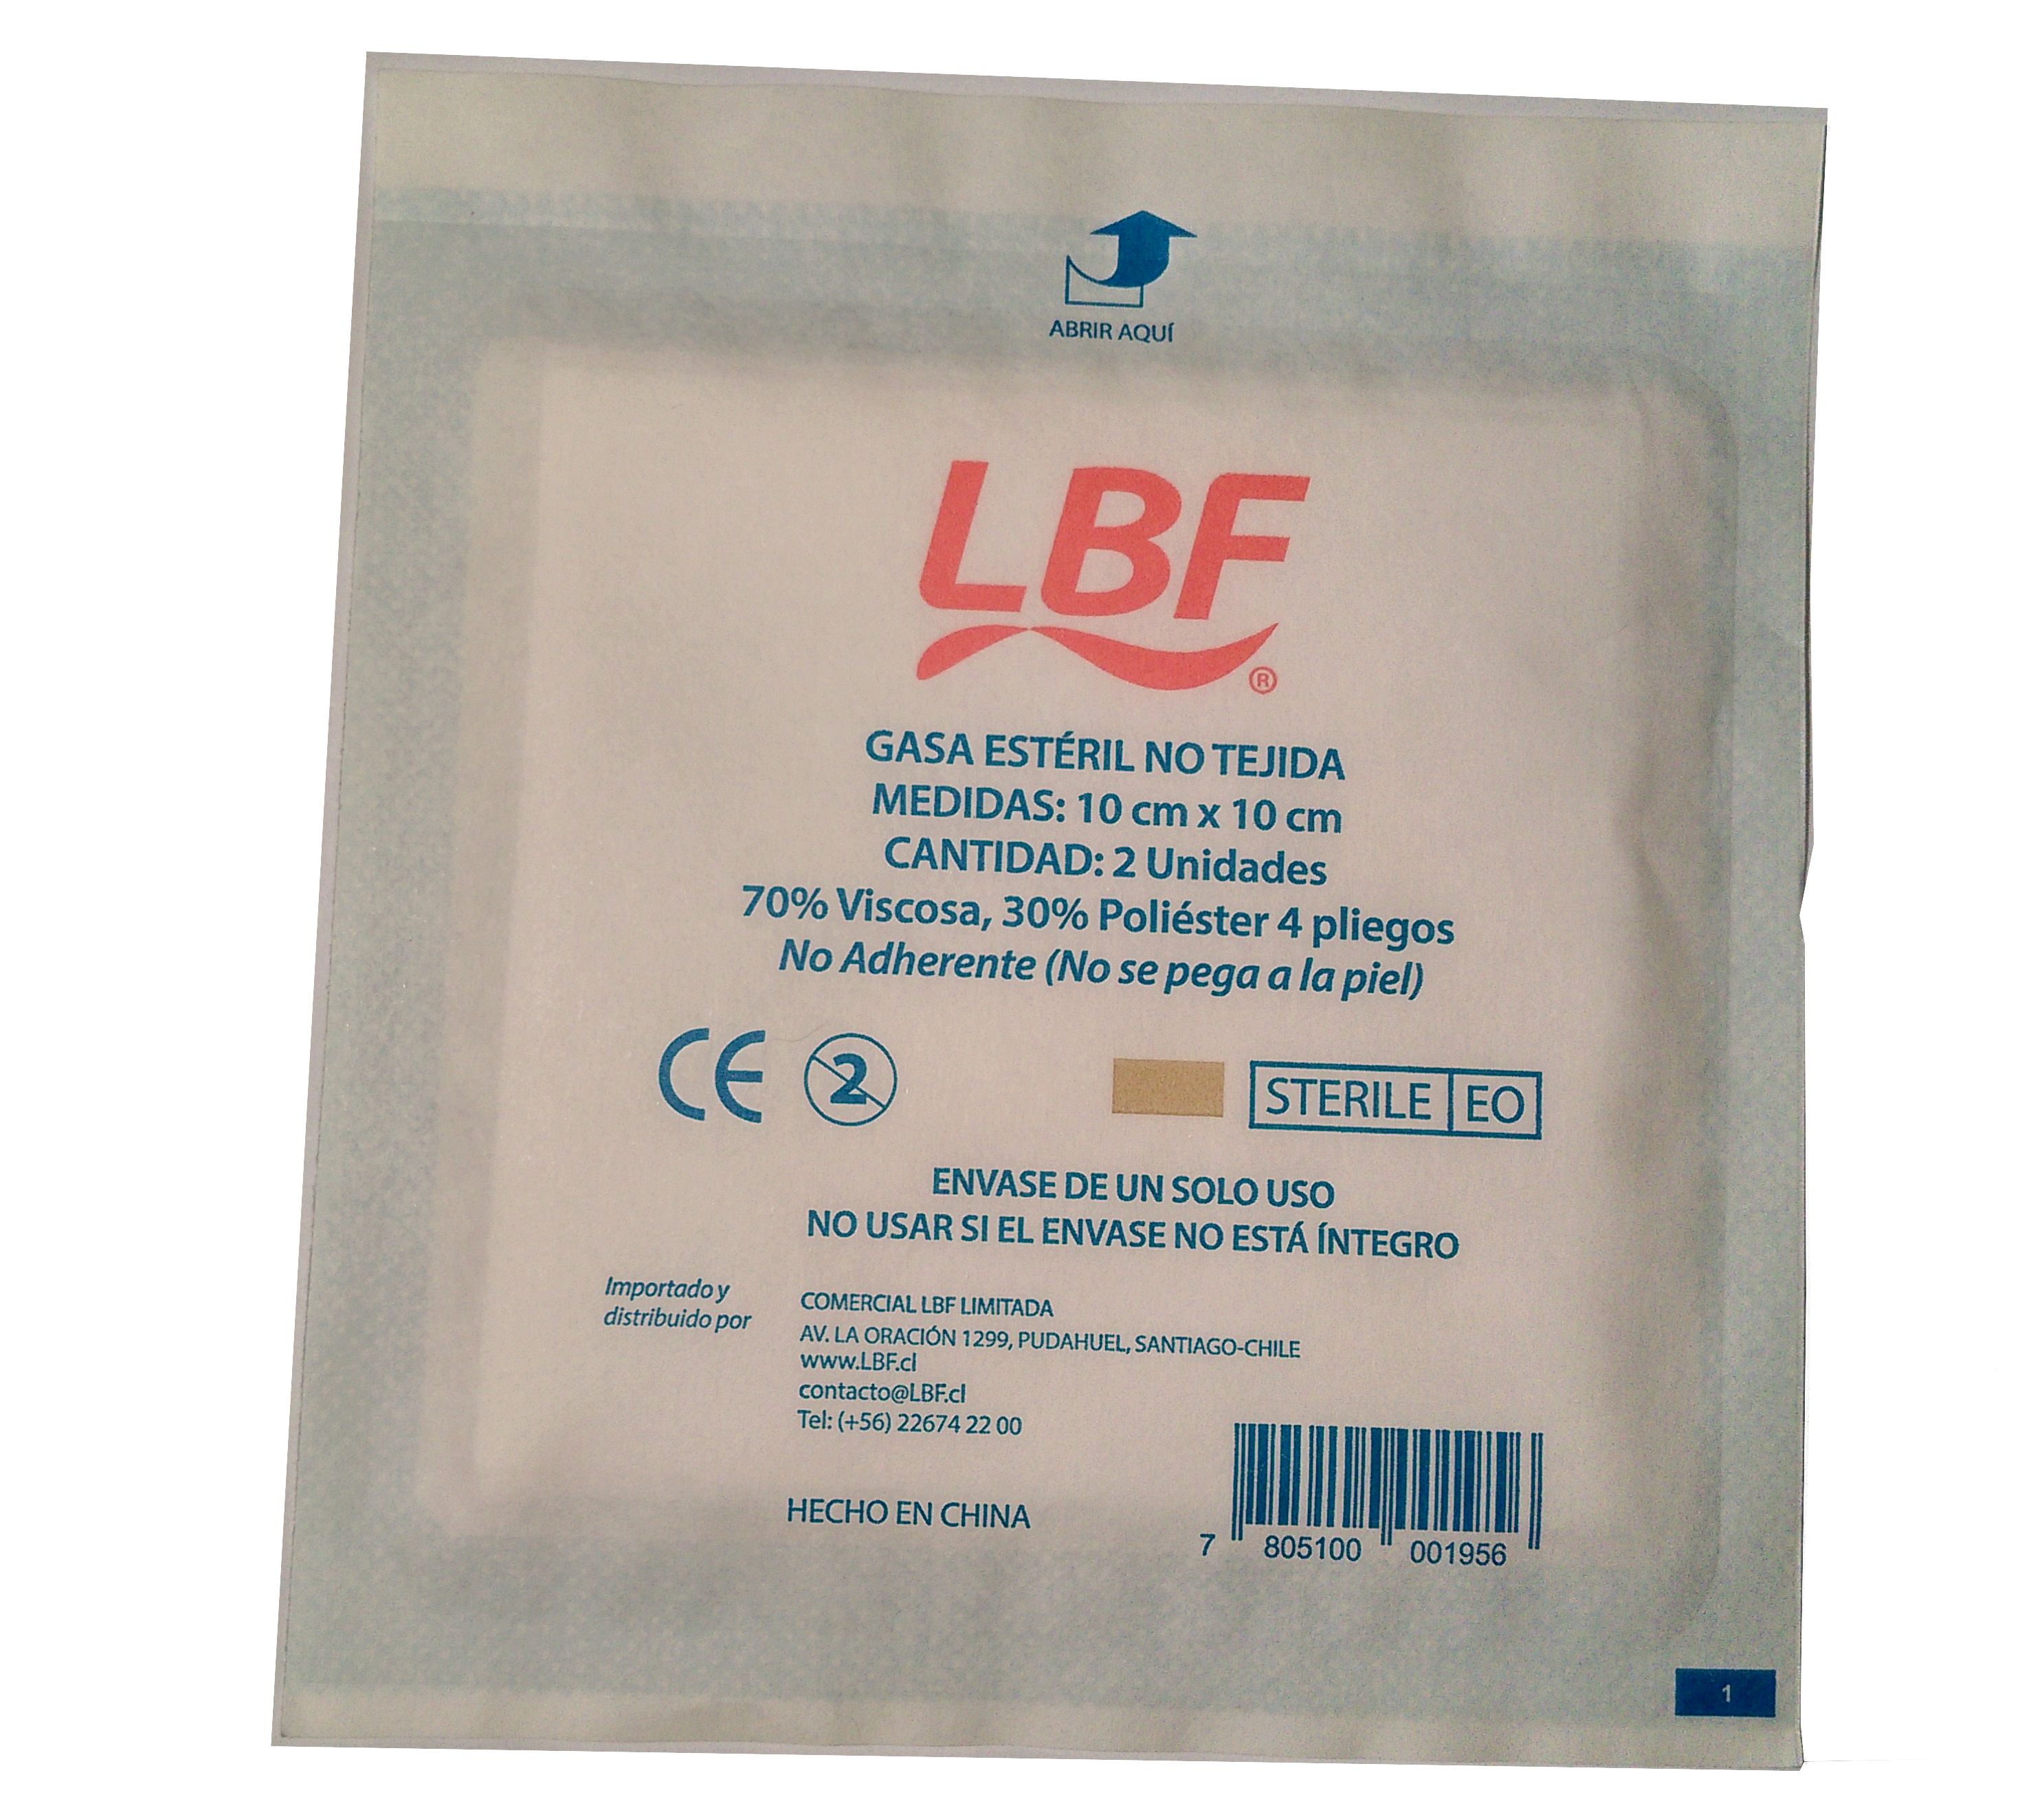 ABRIR AQUÍ
LBF
®
GASA ESTÉRIL NO TEJIDA
MEDIDAS: 10 cm x 10 cm
CANTIDAD: 2 Unidades
70% Viscosa, 30% Poliéster 4 pliegos
No Adherente (No se pega a la piel)
CE 2 STERILE EO
ENVASE DE UN SOLO USO
NO USAR SI EL ENVASE NO ESTÁ ÍNTEGRO
Importado y
distribuido por
COMERCIAL LBF LIMITADA
AV. LA ORACIÓN 1299, PUDAHUEL, SANTIAGO-CHILE
www.LBF.cl
contacto@LBF.cl
Tel: (+56) 22674 22 00
HECHO EN CHINA
7 805100 001956
1